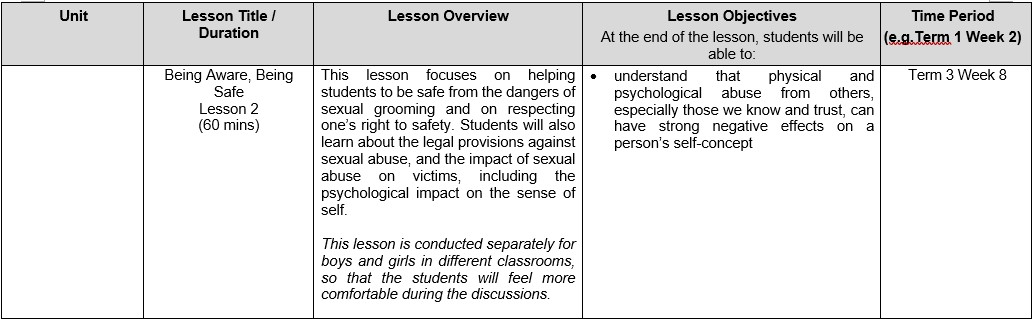 Unit
Lesson Title /
Duration
Lesson Overview
Lesson Objectives
At the end of the lesson, students will be
able to:
Time Period
(e.g.Term 1 Week 2)
Being Aware, Being
Safe
Lesson 2
(60 mins)
This lesson focuses on helping
students to be safe from the dangers of
sexual grooming and on respecting
one's right to safety. Students will also
learn about the legal provisions against
sexual abuse, and the impact of sexual
abuse on victims, including the
psychological impact on the sense of
self.
This lesson is conducted separately for
boys and girls in different classrooms,
so that the students will feel more
comfortable during the discussions.
• understand that physical and
psychological abuse from others,
especially those we know and trust, can
have strong negative effects on a
person's self-concept
Term 3 Week 8